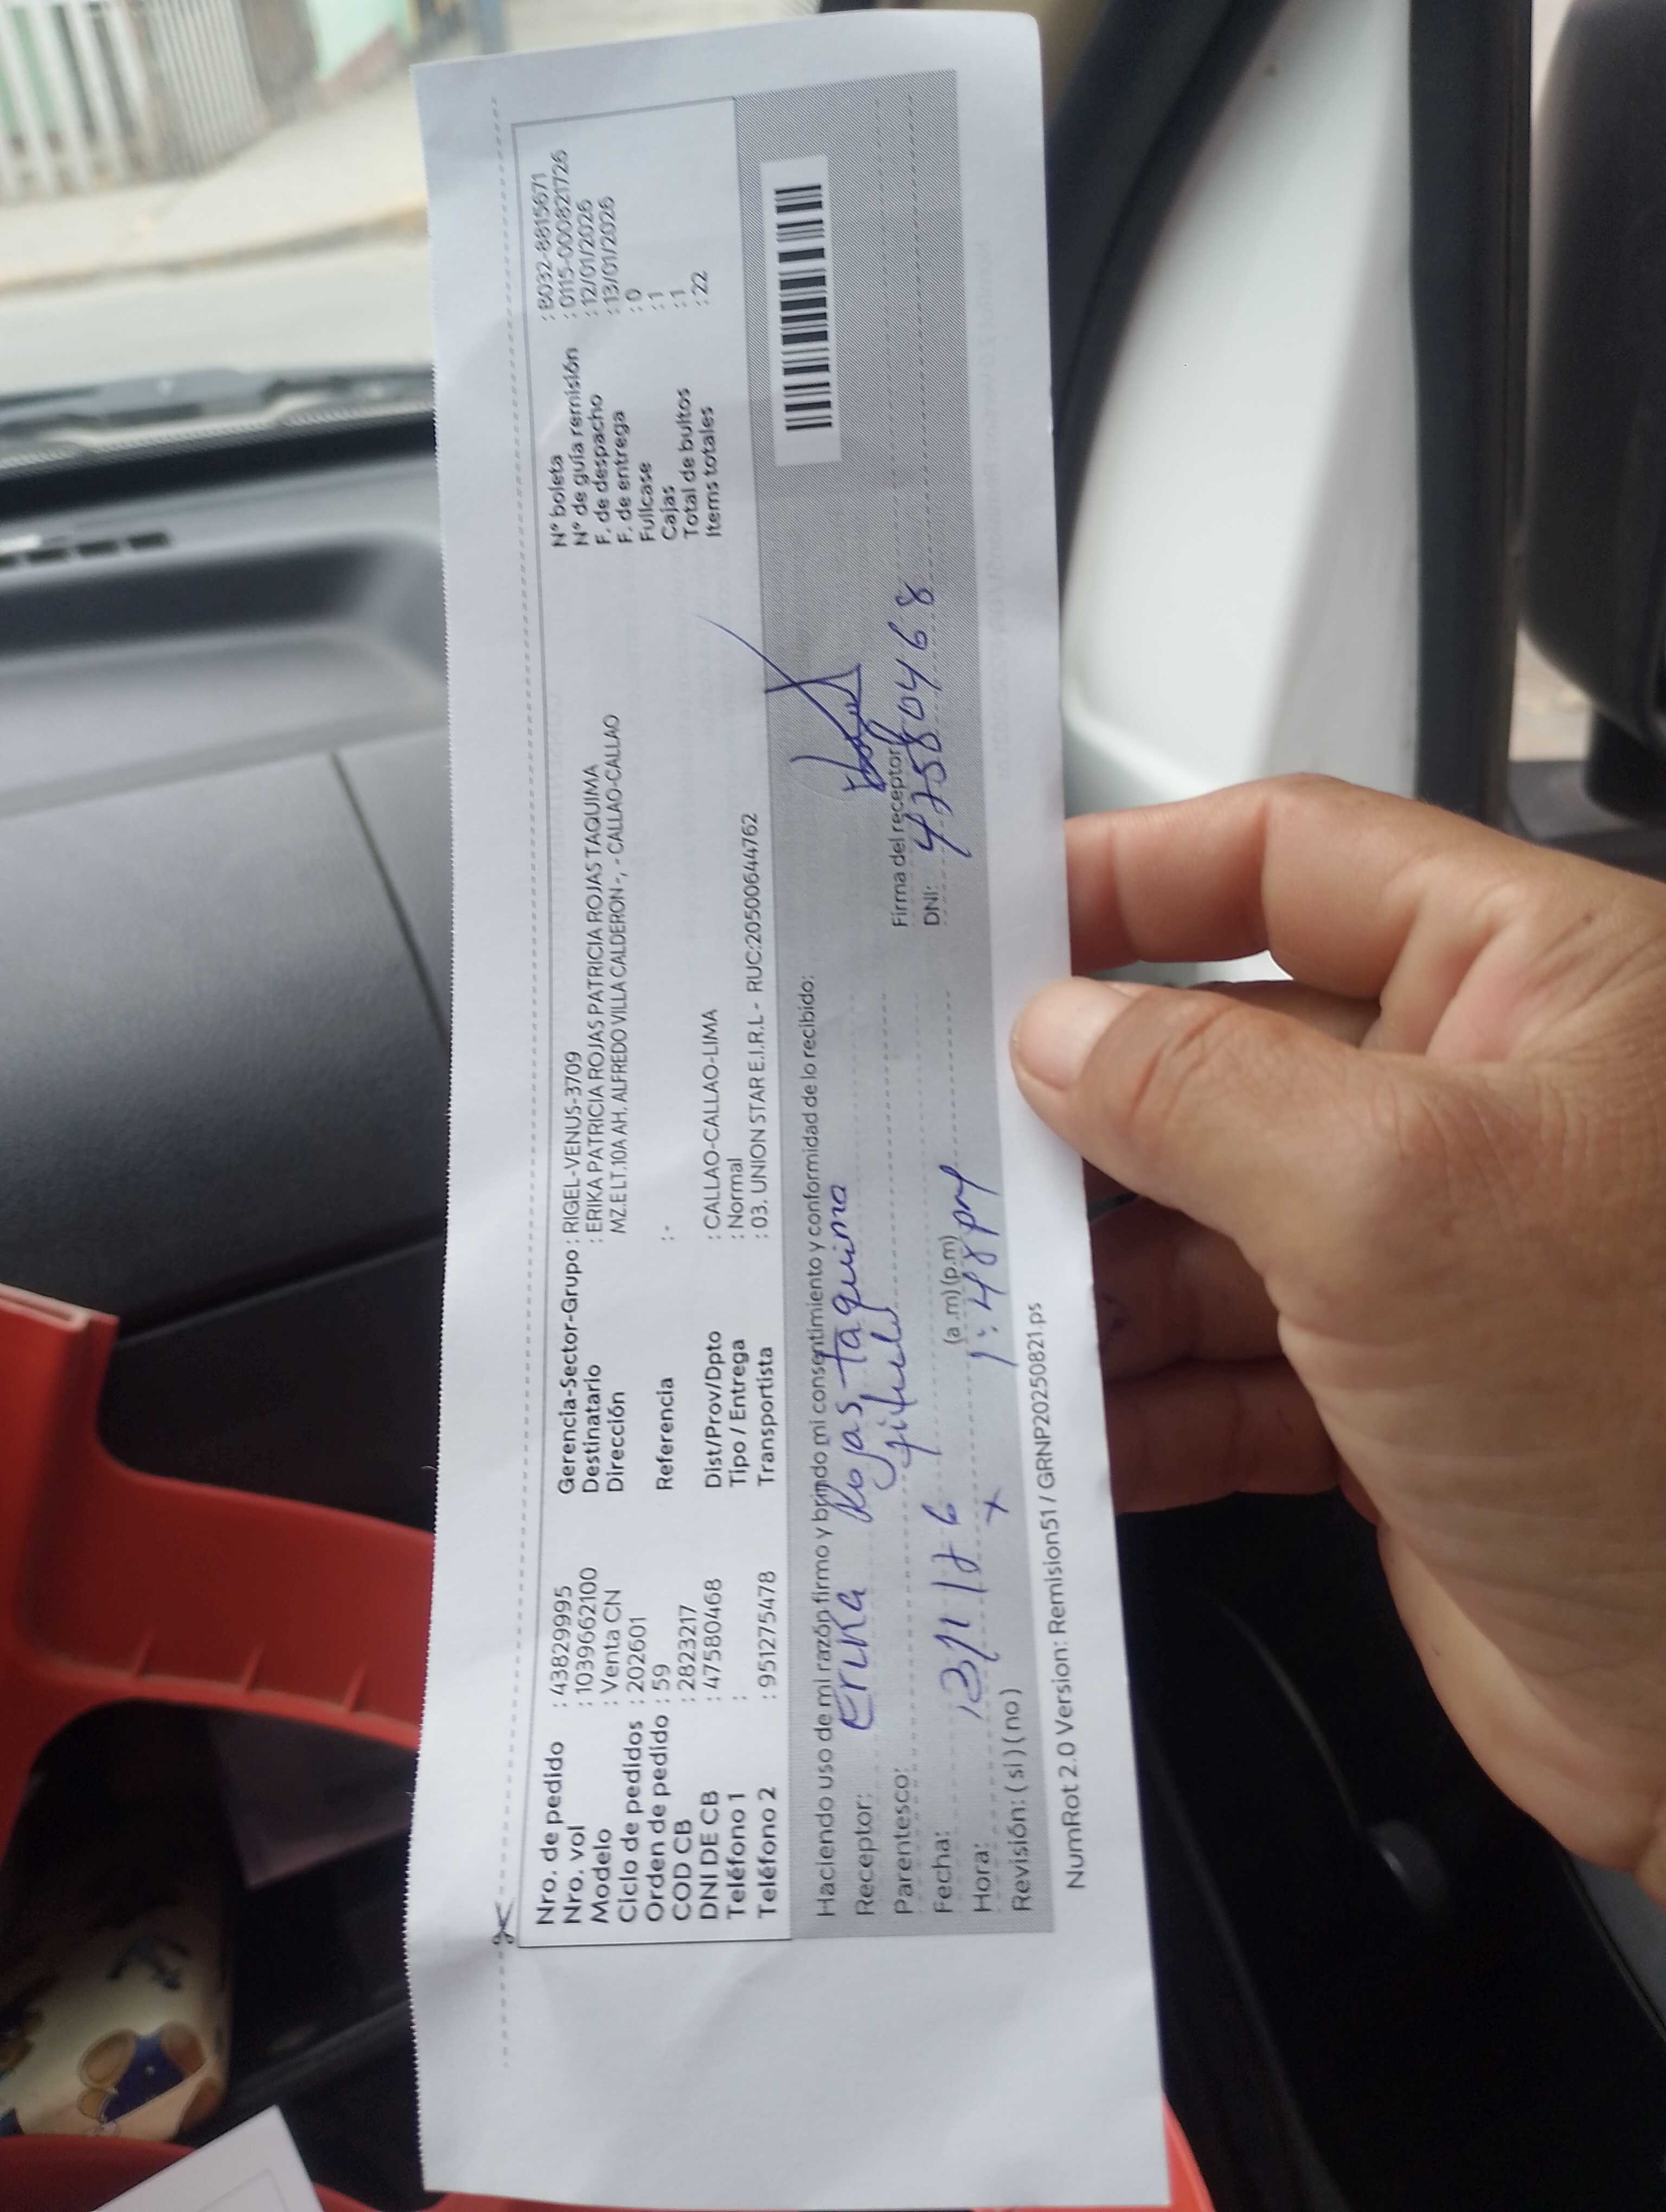 Nro. de pedido : 43829995
Nro. vol : 1039662100
Modelo : Venta CN
Ciclo de pedidos : 202601
Orden de pedido : 59
COD CB : 2823217
DNI DE CB : 47580468
Teléfono 1 :
Teléfono 2 : 951275478
Gerencia-Sector-Grupo : RIGEL-VENUS-3709
Destinatario : ERIKA PATRICIA ROJAS PATRICIA ROJAS TAQUIMA
Dirección MZ.E LT.10A AH. ALFREDO VILLA CALDERON -, - CALLAO-CALLAO
Referencia : -
Dist/Prov/Dpto : CALLAO-CALLAO-LIMA
Tipo / Entrega : Normal
Transportista : 03. UNION STAR E.I.R.L - RUC:20500644762
N° boleta : B032-8815671
N° de guía remisión : 0115-000821726
F. de despacho : 12/01/2026
F. de entrega : 13/01/2026
Fullcase : 0
Cajas : 1
Total de bultos : 1
Items totales : 22
Haciendo uso de mi razón firmo y brindo mi consentimiento y conformidad de lo recibido:
Receptor: Erika Rojas taquima
Parentesco: titular
Fecha: 13/1/26
Hora: (a .m) (p.m) 1:48 pm
Revisión: ( si ) ( no ) x
Firma del receptor
DNI: 47580468
NumRot 2.0 Version: Remision51 / GRNP20250821.ps